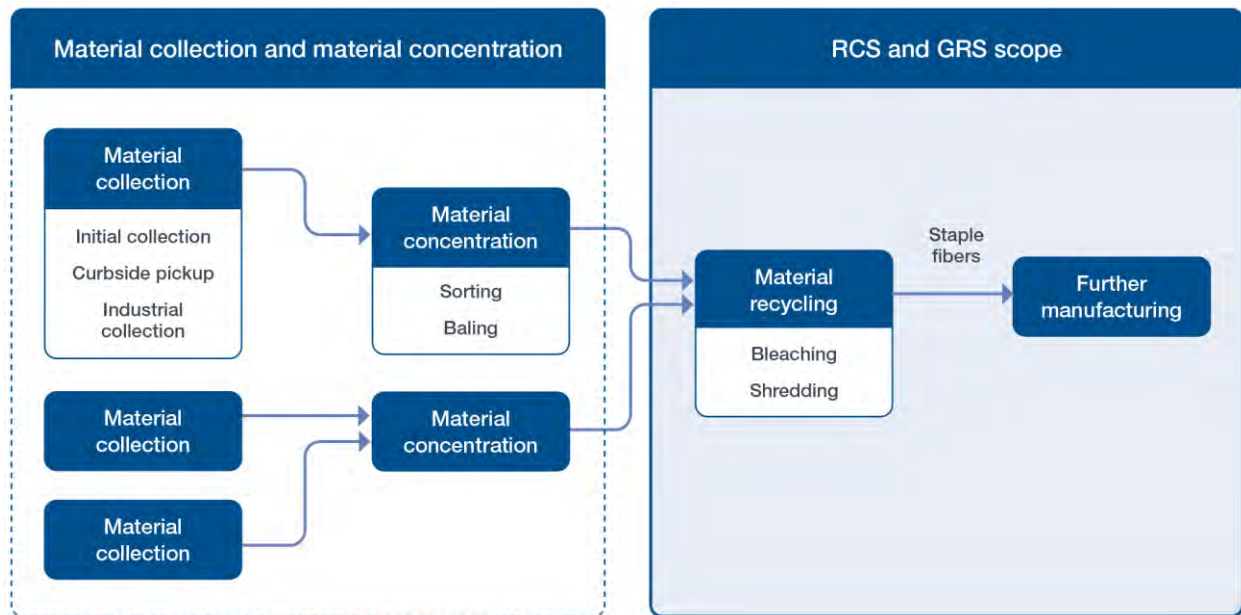 Material collection and material concentration
RCS and GRS scope
Material
collection
Initial collection
Curbside pickup
Industrial
collection
Material
concentration
Sorting
Baling
Material
collection
Material
concentration
Material
collection
Material
recycling
Bleaching
Shredding
Staple
fibers
Further
manufacturing